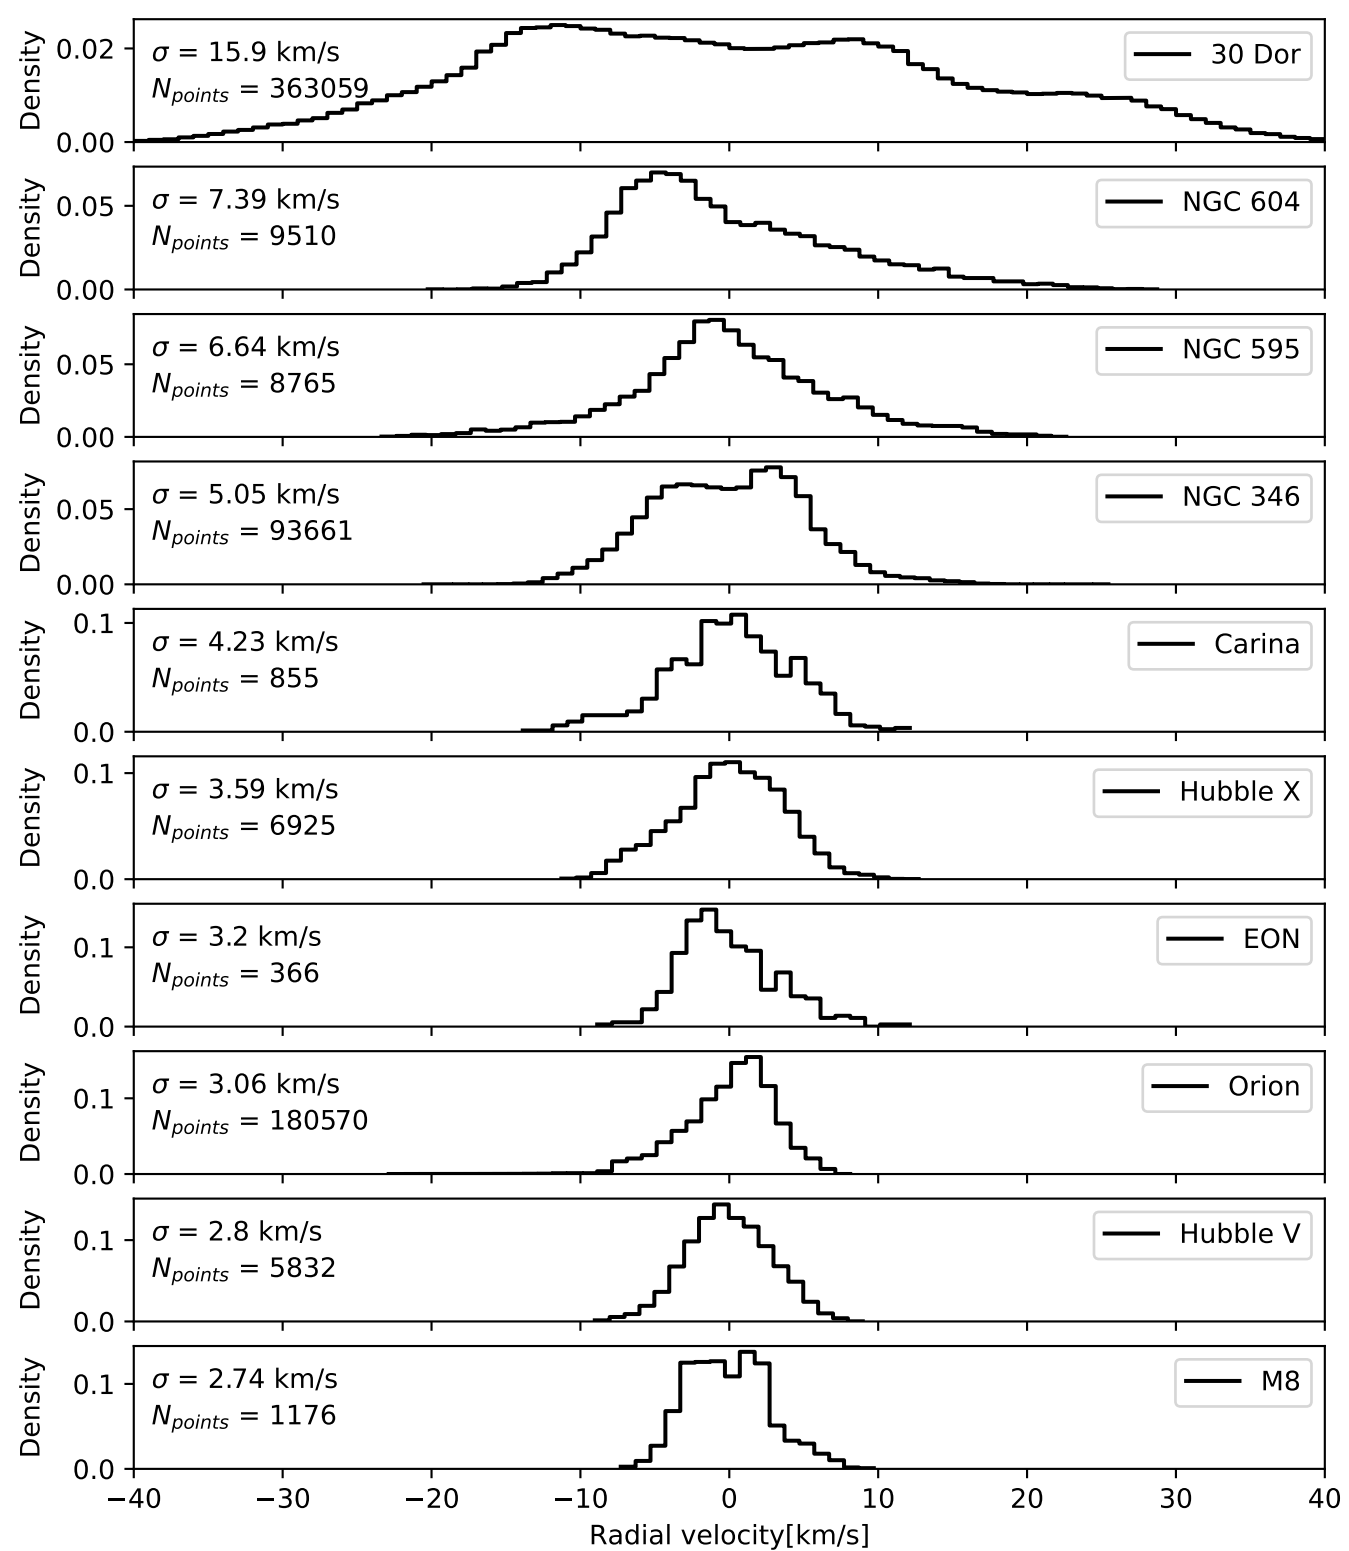 Density
0.02
0.00
σ = 15.9 km/s
N_points = 363059
30 Dor
Density
0.05
0.00
σ = 7.39 km/s
N_points = 9510
NGC 604
Density
0.05
0.00
σ = 6.64 km/s
N_points = 8765
NGC 595
Density
0.05
0.00
σ = 5.05 km/s
N_points = 93661
NGC 346
Density
0.1
0.0
σ = 4.23 km/s
N_points = 855
Carina
Density
0.1
0.0
σ = 3.59 km/s
N_points = 6925
Hubble X
Density
0.1
0.0
σ = 3.2 km/s
N_points = 366
EON
Density
0.1
0.0
σ = 3.06 km/s
N_points = 180570
Orion
Density
0.1
0.0
σ = 2.8 km/s
N_points = 5832
Hubble V
Density
0.1
0.0
σ = 2.74 km/s
N_points = 1176
M8
−40 −30 −20 −10 0 10 20 30 40
Radial velocity[km/s]